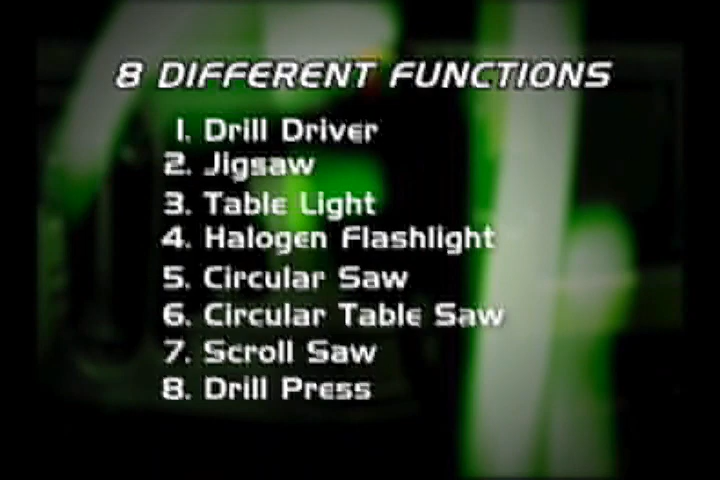 8 DIFFERENT FUNCTIONS
1. Drill Driver
2. Jigsaw
3. Table Light
4. Halogen Flashlight
5. Circular Saw
6. Circular Table Saw
7. Scroll Saw
8. Drill Press